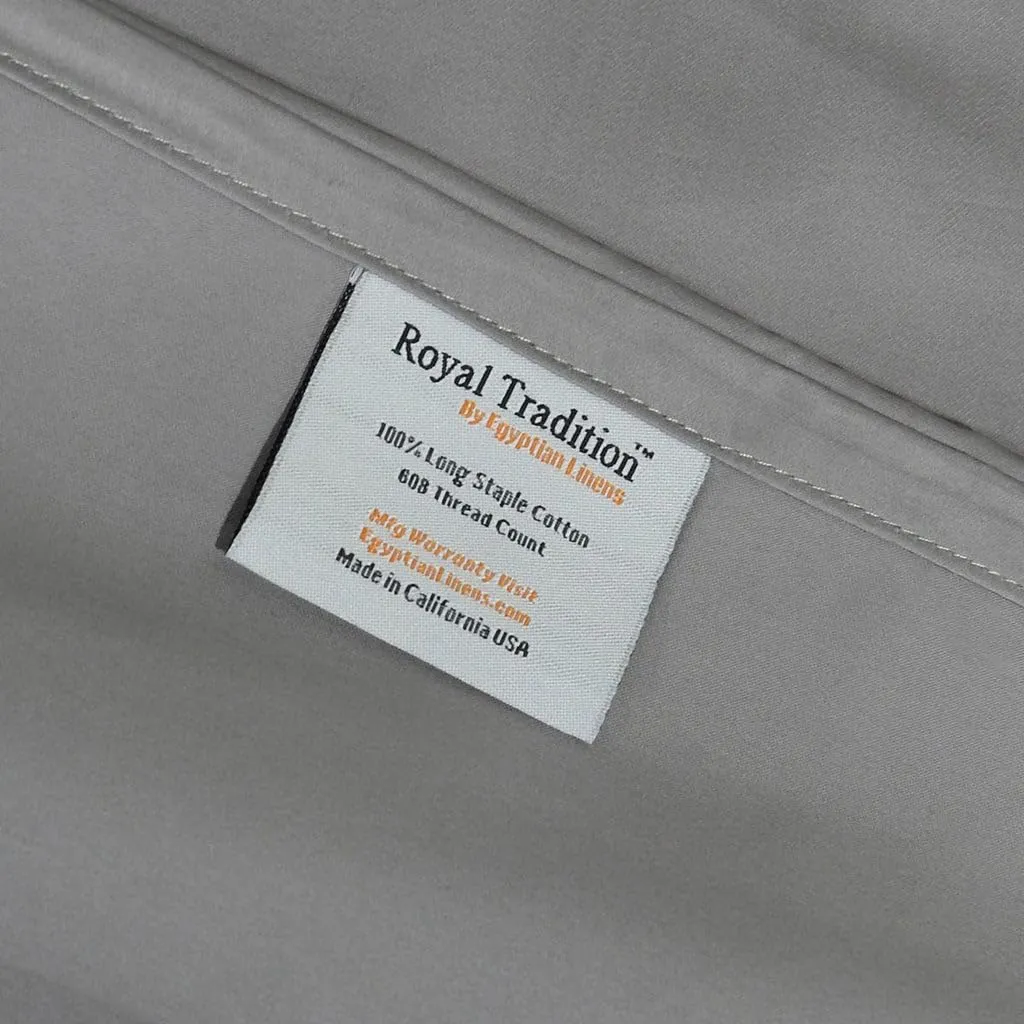 Royal Tradition™
By Egyptian Linens
100% Long Staple Cotton
608 Thread Count
Mfg Warranty Visit
EgyptianLinens.com
Made in California USA